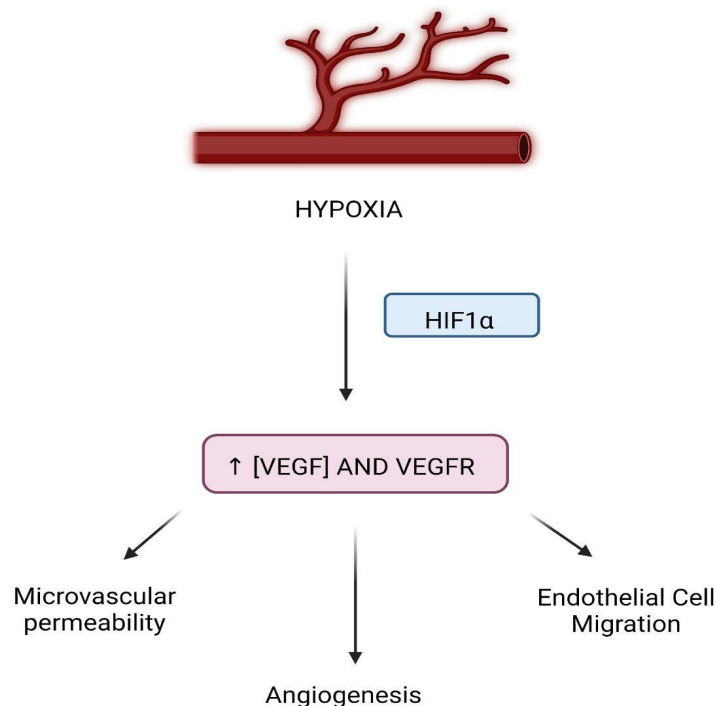 HYPOXIA
HIF1α
↑ [VEGF] AND VEGFR
Microvascular
permeability
Endothelial Cell
Migration
Angiogenesis